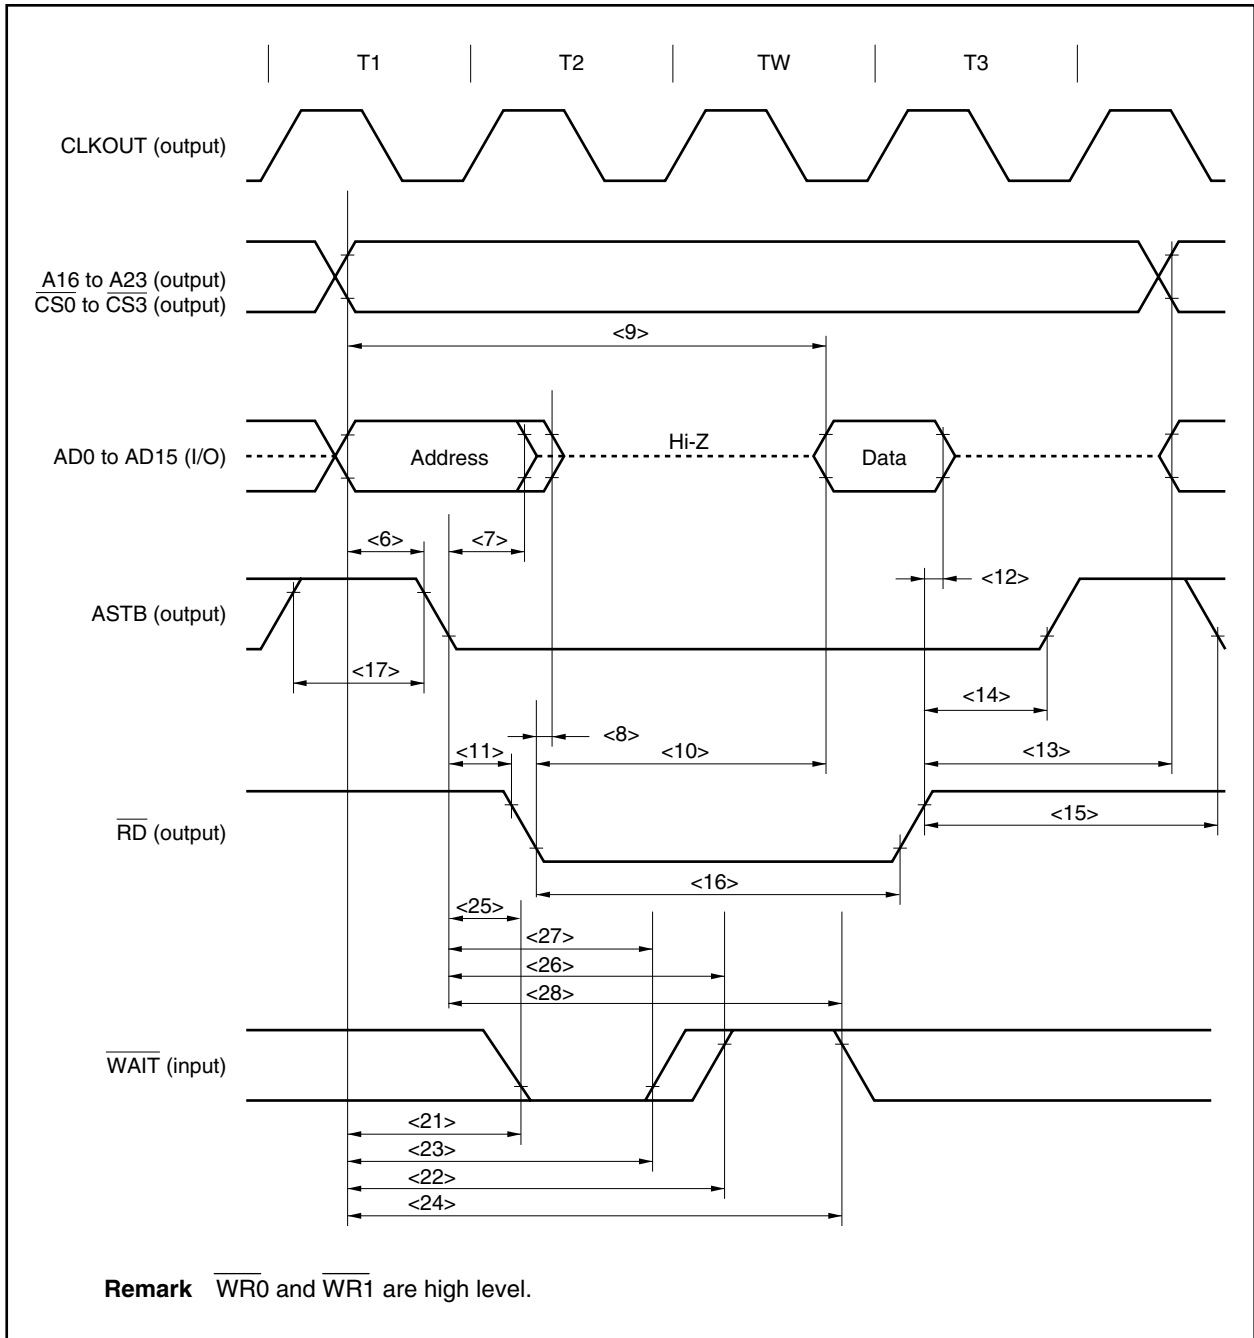 T1 T2 TW T3
CLKOUT (output)
A16 to A23 (output)
CS0 to CS3 (output)
<9>
AD0 to AD15 (I/O)
Address
Hi-Z
Data
<6>
<7>
<12>
ASTB (output)
<17>
<14>
<8>
<11>
<10>
<13>
RD (output)
<15>
<16>
<25>
<27>
<26>
<28>
WAIT (input)
<21>
<23>
<22>
<24>
Remark WR0 and WR1 are high level.